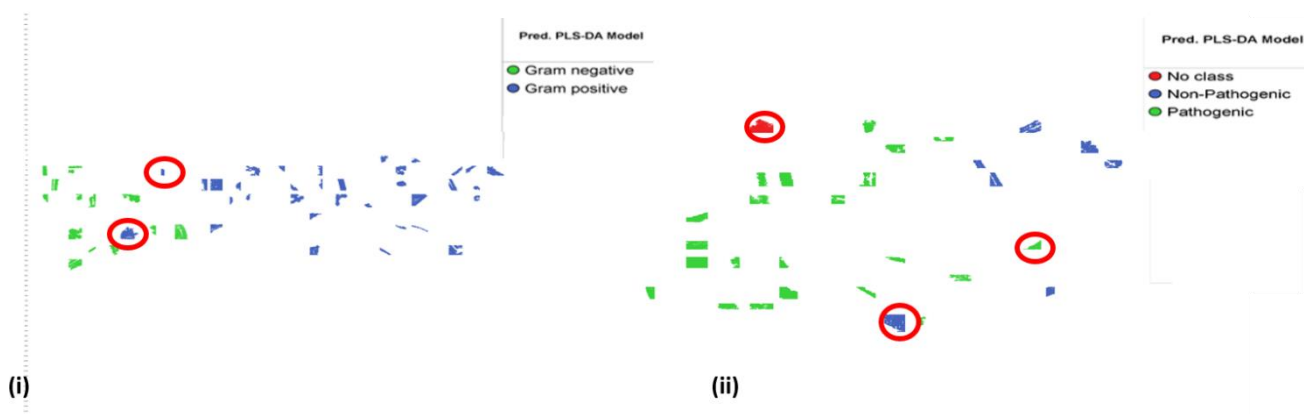 Pred. PLS-DA Model
Gram negative
Gram positive
(i)
Pred. PLS-DA Model
No class
Non-Pathogenic
Pathogenic
(ii)